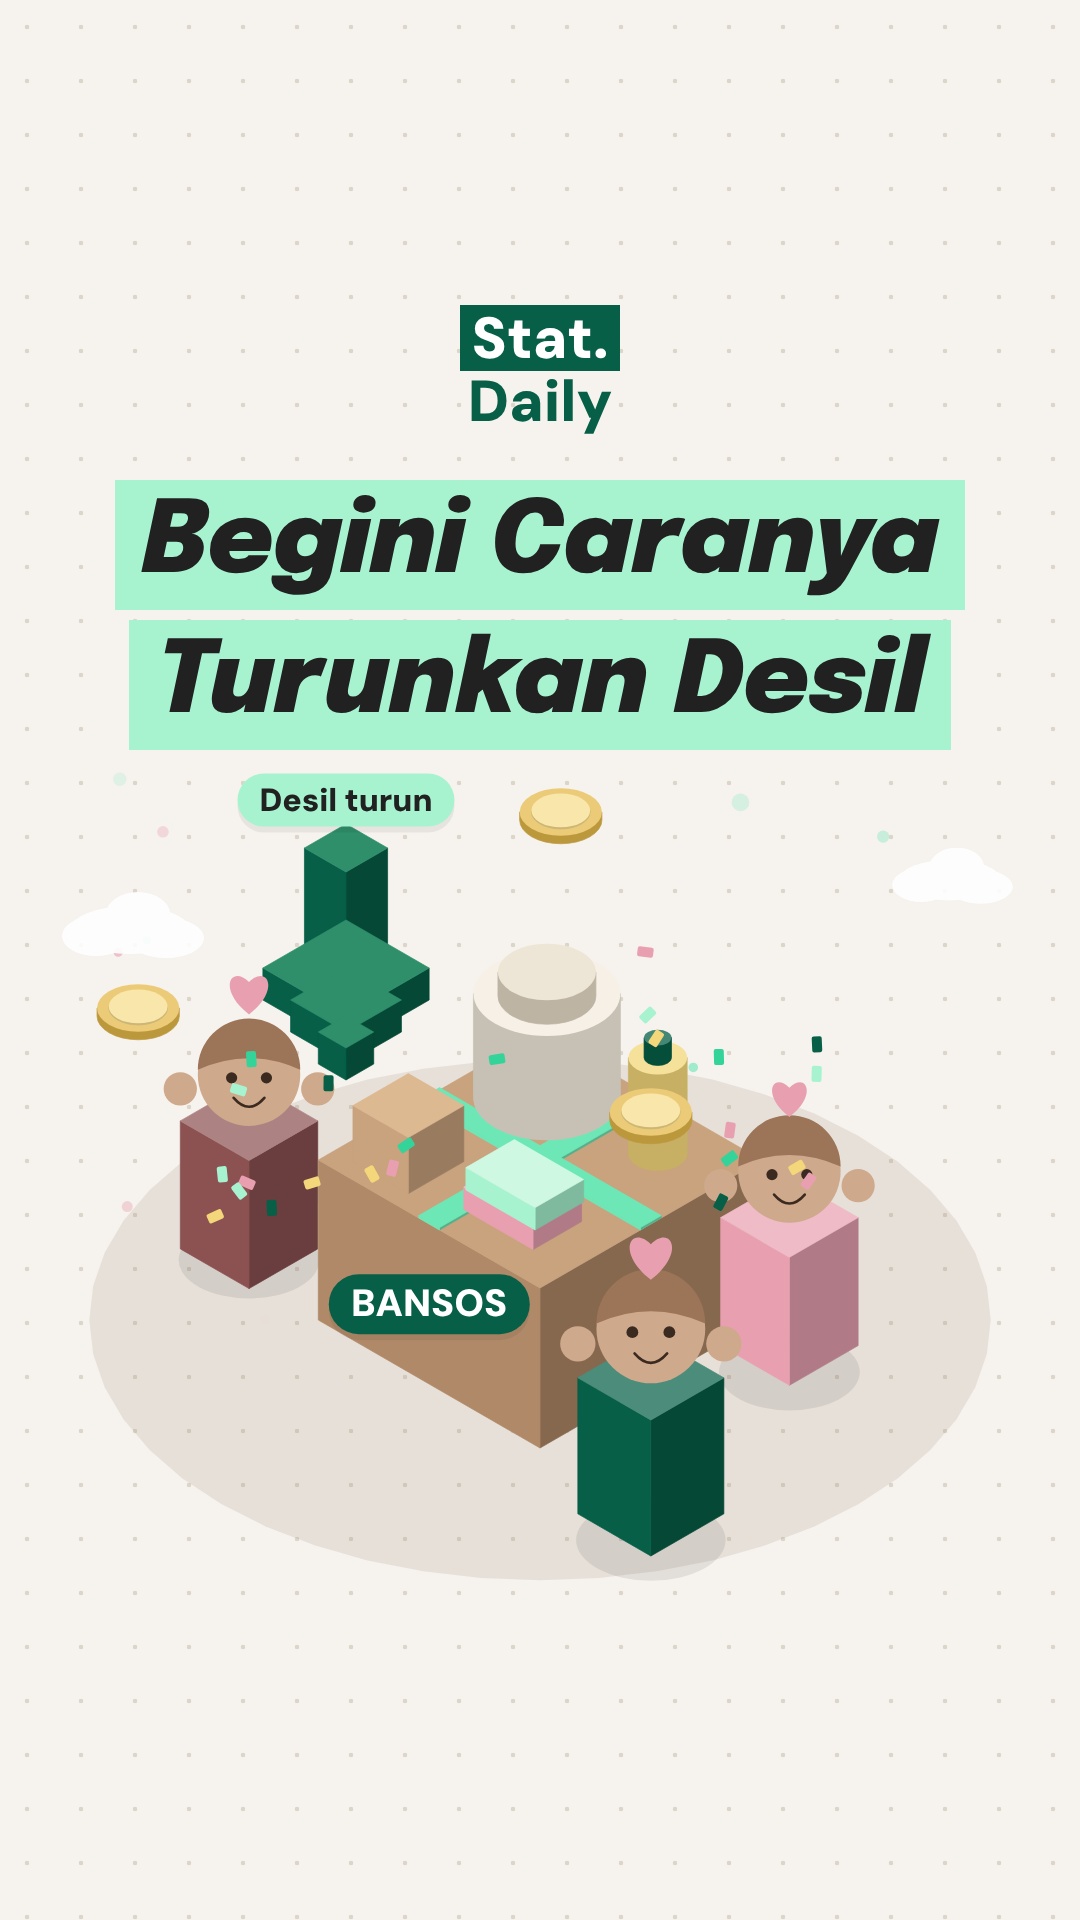 Stat.
Daily
Begini Caranya
Turunkan Desil
Desil turun
BANSOS